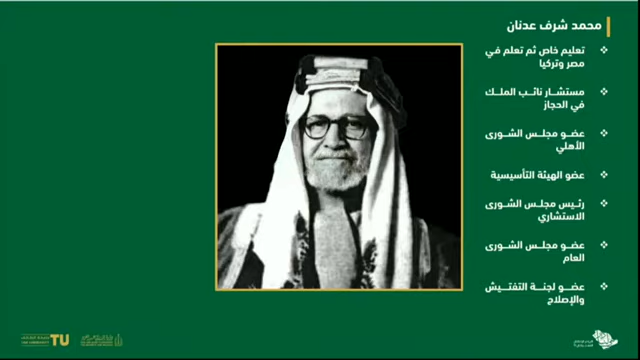 محمد شرف عدنان
تعليم خاص ثم تعلم في
مصر وتركيا
مستشار نائب الملك
في الحجاز
عضو مجلس الشورى
الأهلي
عضو الهيئة التأسيسية
رئيس مجلس الشورى
الاستشاري
عضو مجلس الشورى
العام
عضو لجنة التفتيش
والإصلاح
TU